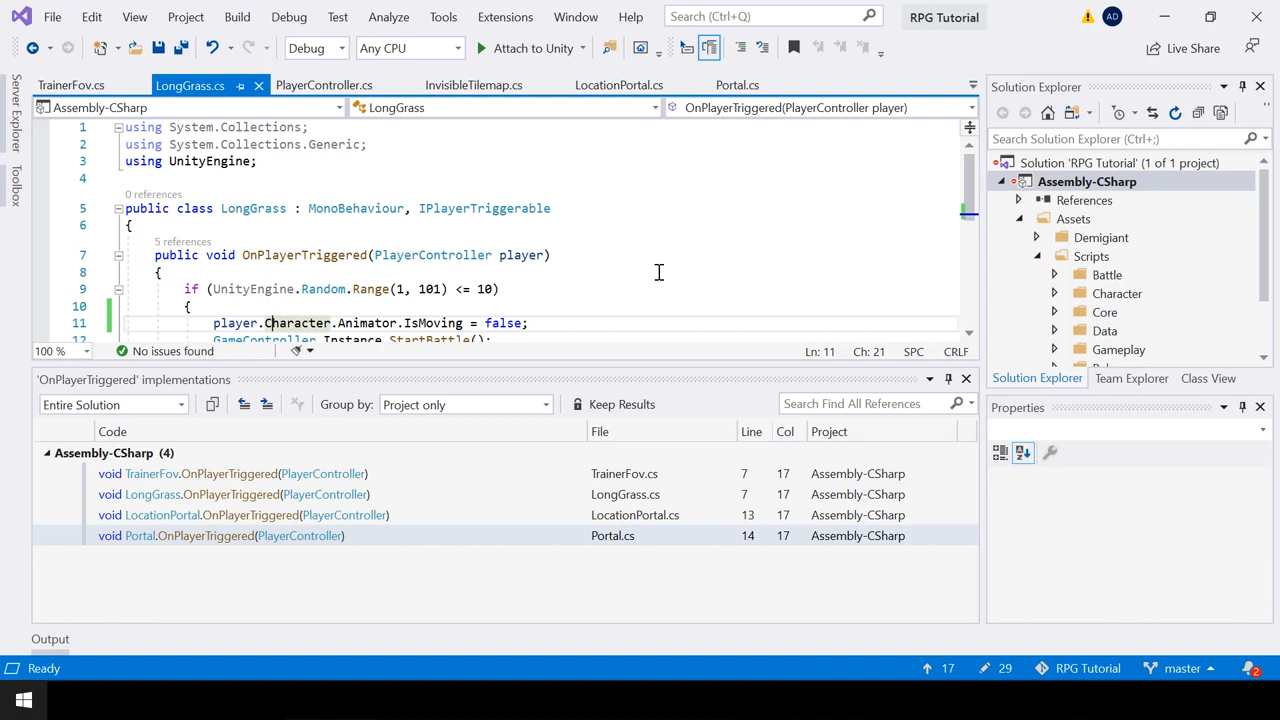 File Edit View Project Build Debug Test Analyze Tools Extensions Window Help Search (Ctrl+Q) RPG Tutorial AD
Debug Any CPU Attach to Unity Live Share
Server Explorer
Toolbox
TrainerFov.cs LongGrass.cs PlayerController.cs InvisibleTilemap.cs LocationPortal.cs Portal.cs
Assembly-CSharp LongGrass OnPlayerTriggered(PlayerController player)
1 using System.Collections;
2 using System.Collections.Generic;
3 using UnityEngine;
4
0 references
5 public class LongGrass : MonoBehaviour, IPlayerTriggerable
6 {
5 references
7 public void OnPlayerTriggered(PlayerController player)
8 {
9 if (UnityEngine.Random.Range(1, 101) <= 10)
10 {
11 player.Character.Animator.IsMoving = false;
12 GameController.Instance.StartBattle();
100 % No issues found Ln: 11 Ch: 21 SPC CRLF
'OnPlayerTriggered' implementations
Entire Solution Group by: Project only Keep Results Search Find All References
Code File Line Col Project
Assembly-CSharp (4)
void TrainerFov.OnPlayerTriggered(PlayerController) TrainerFov.cs 7 17 Assembly-CSharp
void LongGrass.OnPlayerTriggered(PlayerController) LongGrass.cs 7 17 Assembly-CSharp
void LocationPortal.OnPlayerTriggered(PlayerController) LocationPortal.cs 13 17 Assembly-CSharp
void Portal.OnPlayerTriggered(PlayerController) Portal.cs 14 17 Assembly-CSharp
Output
Solution Explorer
Search Solution Explorer (Ctrl+;)
Solution 'RPG Tutorial' (1 of 1 project)
Assembly-CSharp
References
Assets
Demigiant
Scripts
Battle
Character
Core
Data
Gameplay
Solution Explorer Team Explorer Class View
Properties
Ready 17 29 RPG Tutorial master 2